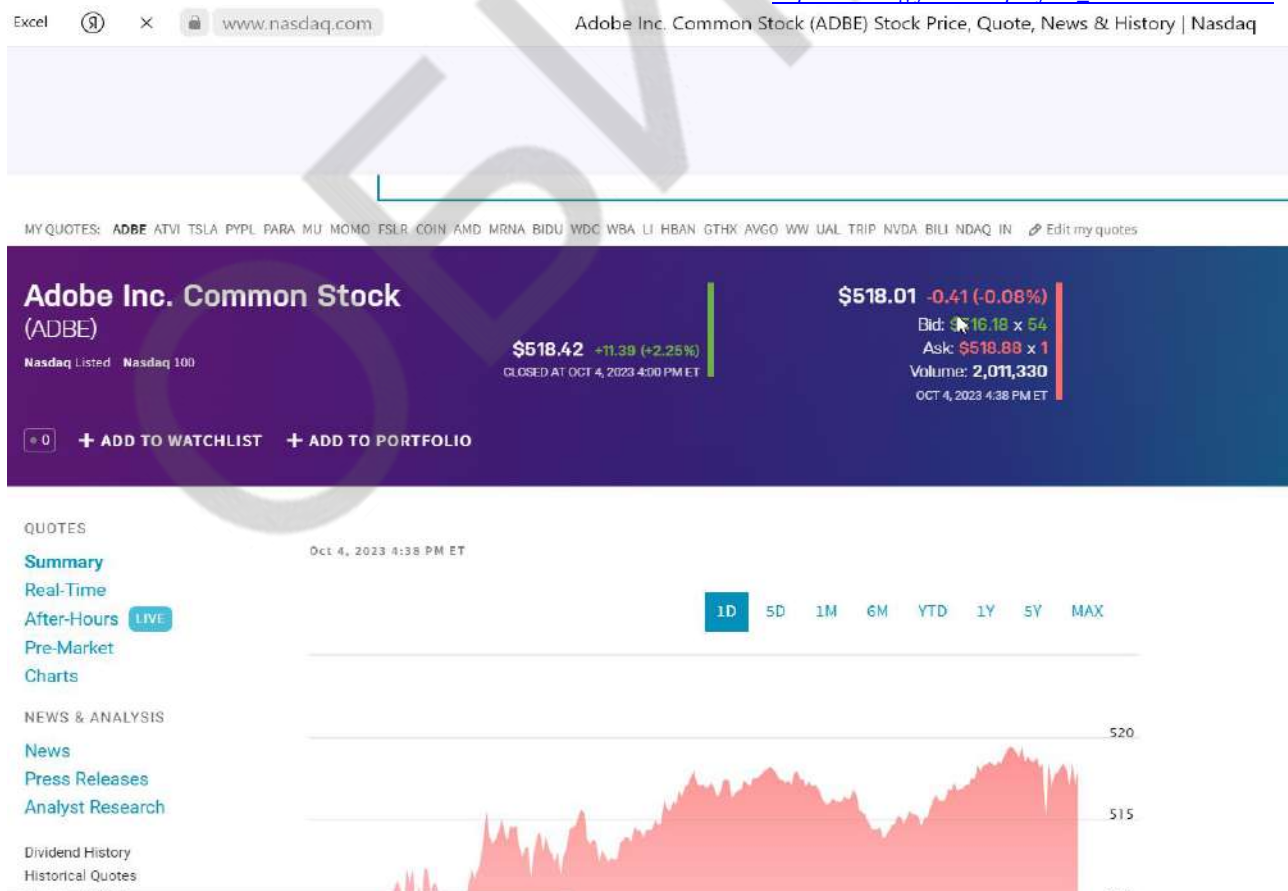 Excel Я × www.nasdaq.com Adobe Inc. Common Stock (ADBE) Stock Price, Quote, News & History | Nasdaq
MY QUOTES: ADBE ATVI TSLA PYPL PARA MU MOMO FSLR COIN AMD MRNA BIDU WDC WBA LI HBAN GTHX AVGO WW UAL TRIP NVDA BILI NDAQ IN Edit my quotes
Adobe Inc. Common Stock
(ADBE)
Nasdaq Listed Nasdaq 100
$518.42 +11.39 (+2.25%)
CLOSED AT OCT 4, 2023 4:00 PM ET
$518.01 -0.41 (-0.08%)
Bid: $516.18 x 54
Ask: $518.88 x 1
Volume: 2,011,330
OCT 4, 2023 4:38 PM ET
0 + ADD TO WATCHLIST + ADD TO PORTFOLIO
QUOTES
Summary
Real-Time
After-Hours LIVE
Pre-Market
Charts
NEWS & ANALYSIS
News
Press Releases
Analyst Research
Dividend History
Historical Quotes
Oct 4, 2023 4:38 PM ET
1D 5D 1M 6M YTD 1Y 5Y MAX
520
515